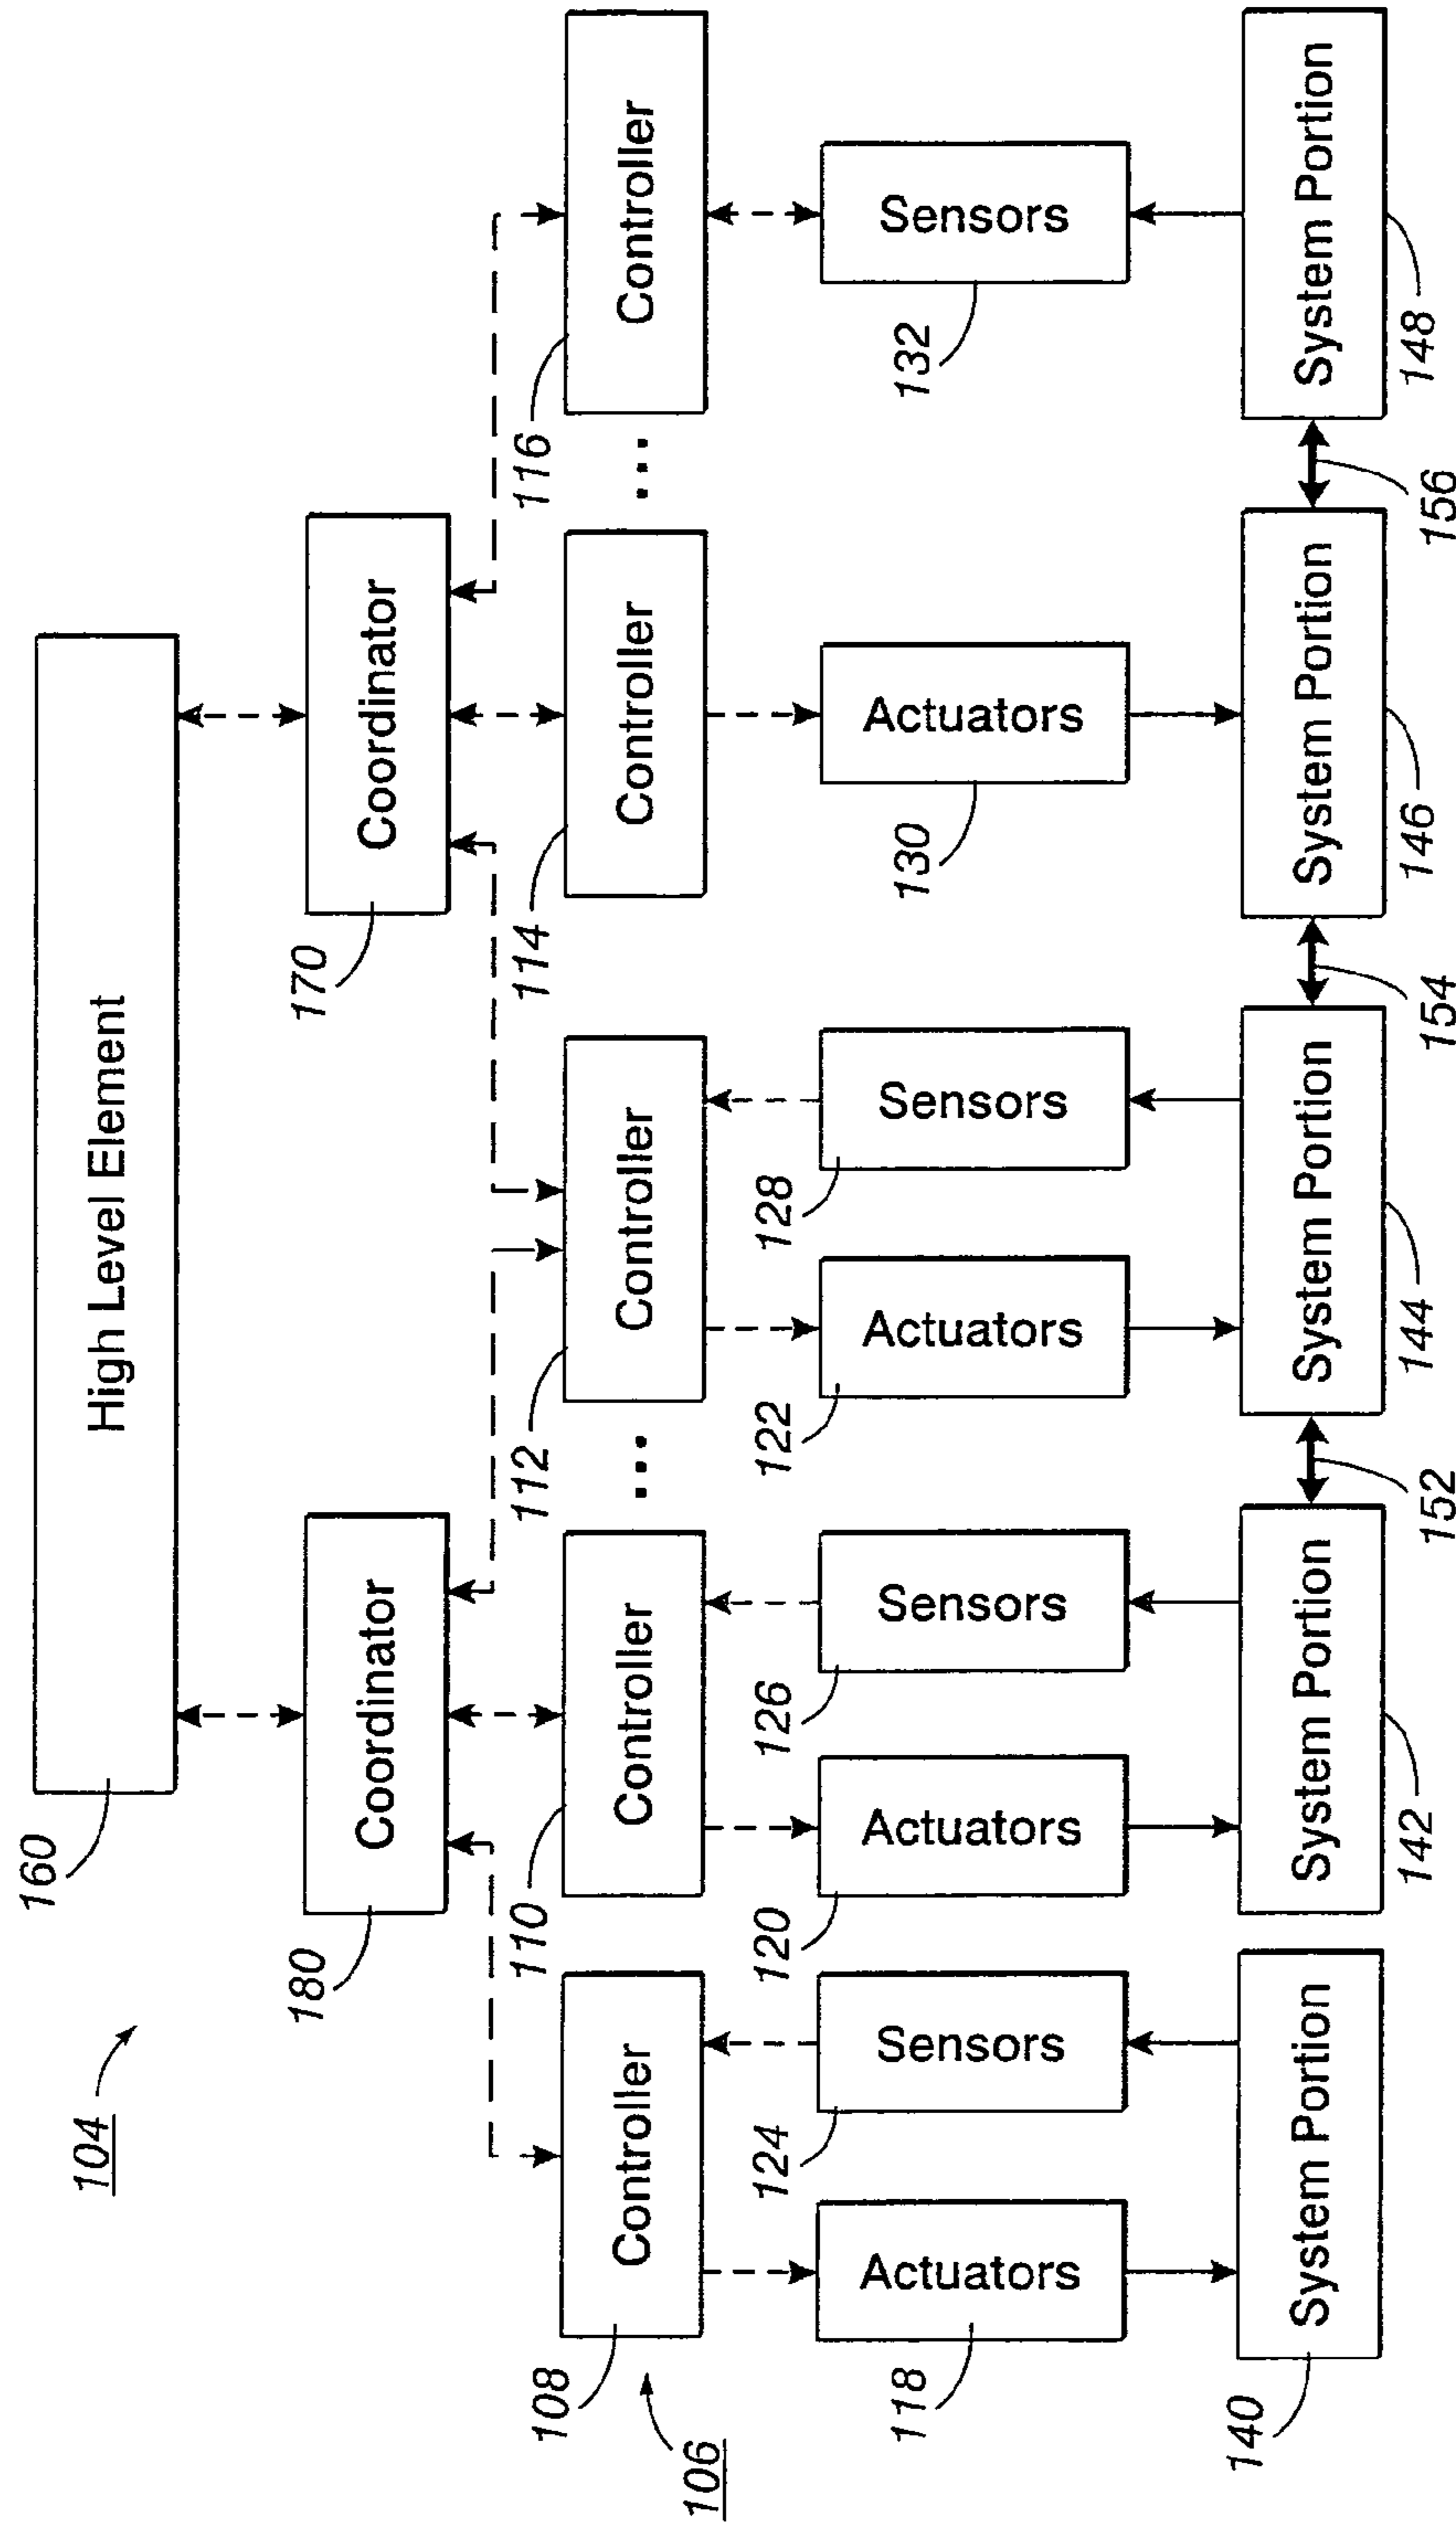 104
160
High Level Element
180
Coordinator
170
Coordinator
106
108
Controller
110
Controller
...
112
Controller
114
Controller
...
116
Controller
118
Actuators
124
Sensors
120
Actuators
126
Sensors
122
Actuators
128
Sensors
130
Actuators
132
Sensors
System Portion
140
System Portion
142
152
System Portion
144
154
System Portion
146
156
System Portion
148